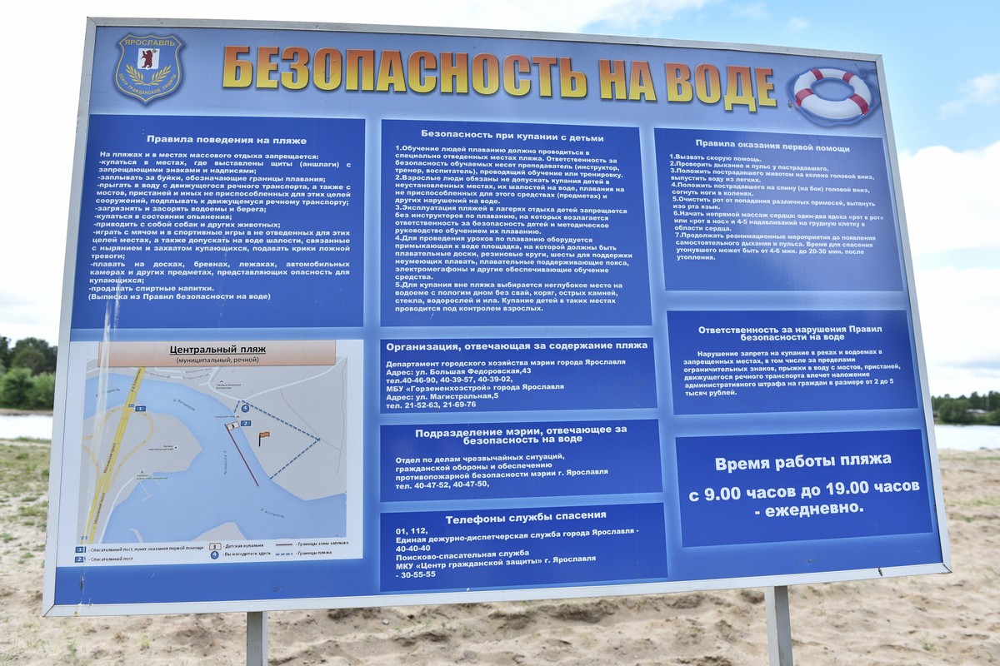 ЯРОСЛАВЛЬ
ЦЕНТР ГРАЖДАНСКОЙ ЗАЩИТЫ
БЕЗОПАСНОСТЬ НА ВОДЕ
Правила поведения на пляже
На пляжах и в местах массового отдыха запрещается:
-купаться в местах, где выставлены щиты (аншлаги) с
запрещающими знаками и надписями;
-заплывать за буйки, обозначающие границы плавания;
-прыгать в воду с движущегося речного транспорта, а также с
мостов, пристаней и иных не приспособленных для этих целей
сооружений, подплывать к движущемуся речному транспорту;
-загрязнять и засорять водоемы и берега;
-купаться в состоянии опьянения;
-приводить с собой собак и других животных;
-играть с мячом и в спортивные игры в не отведенных для этих
целей местах, а также допускать на воде шалости, связанные
с нырянием и захватом купающихся, подавать крики ложной
тревоги;
-плавать на досках, бревнах, лежаках, автомобильных
камерах и других предметах, представляющих опасность для
купающихся;
-продавать спиртные напитки.
(Выписка из Правил безопасности на воде)
Центральный пляж
(муниципальный, речной)
р. Которосль
1
4
3
2
1 - Спасательный пост, пункт оказания первой помощи
2 - Спасательный пост
3 - Детская купальня
4 - Вы находитесь здесь
- Границы зоны заплыва
- Границы пляжа
Безопасность при купании с детьми
1.Обучение людей плаванию должно проводиться в
специально отведенных местах пляжа. Ответственность за
безопасность обучаемых несет преподаватель (инструктор,
тренер, воспитатель), проводящий обучение или тренировку.
2.Взрослые люди обязаны не допускать купания детей в
неустановленных местах, их шалостей на воде, плавания на
не приспособленных для этого средствах (предметах) и
других нарушений на воде.
3.Эксплуатация пляжей в лагерях отдыха детей запрещается
без инструкторов по плаванию, на которых возлагается
ответственность за безопасность детей и методическое
руководство обучением их плаванию.
4.Для проведения уроков по плаванию оборудуется
примыкающая к воде площадка, на которой должны быть
плавательные доски, резиновые круги, шесты для поддержки
неумеющих плавать, плавательные поддерживающие пояса,
электромегафоны и другие обеспечивающие обучение
средства.
5.Для купания вне пляжа выбирается неглубокое место на
водоеме с пологим дном без свай, коряг, острых камней,
стекла, водорослей и ила. Купание детей в таких местах
проводится под контролем взрослых.
Организация, отвечающая за содержание пляжа
Департамент городского хозяйства мэрии города Ярославля
Адрес: ул. Большая Федоровская,43
тел.40-46-90, 40-39-57, 40-39-02,
МБУ «Горзеленхозстрой» города Ярославля
Адрес: ул. Магистральная,5
тел. 21-52-63, 21-69-76
Подразделение мэрии, отвечающее за
безопасность на воде
Отдел по делам чрезвычайных ситуаций,
гражданской обороны и обеспечению
противопожарной безопасности мэрии г. Ярославля
тел. 40-47-52, 40-47-50,
Телефоны службы спасения
01, 112,
Единая дежурно-диспетчерская служба города Ярославля -
40-40-40
Поисково-спасательная служба
МКУ «Центр гражданской защиты» г. Ярославля
- 30-55-55
Правила оказания первой помощи
1.Вызвать скорую помощь.
2.Проверить дыхание и пульс у пострадавшего.
3.Положить пострадавшего животом на колено головой вниз,
выпустить воду из легких.
4.Положить пострадавшего на спину (на бок) головой вниз,
согнуть ноги в коленях.
5.Очистить рот от попадания различных примесей, вытянуть
изо рта язык.
6.Начать непрямой массаж сердца: один-два вдоха «рот в рот»
или «рот в нос» и 4-5 надавливаний на грудную клетку в
области сердца.
7.Продолжать реанимационные мероприятия до появления
самостоятельного дыхания и пульса. Время для спасения
утонувшего может быть от 4-6 мин. до 20-30 мин. после
утопления.
Ответственность за нарушения Правил
безопасности на воде
Нарушение запрета на купание в реках и водоемах в
запрещенных местах, в том числе за пределами
ограничительных знаков, прыжки в воду с мостов, пристаней,
движущегося речного транспорта влечет наложение
административного штрафа на граждан в размере от 2 до 5
тысяч рублей.
Время работы пляжа
с 9.00 часов до 19.00 часов
- ежедневно.